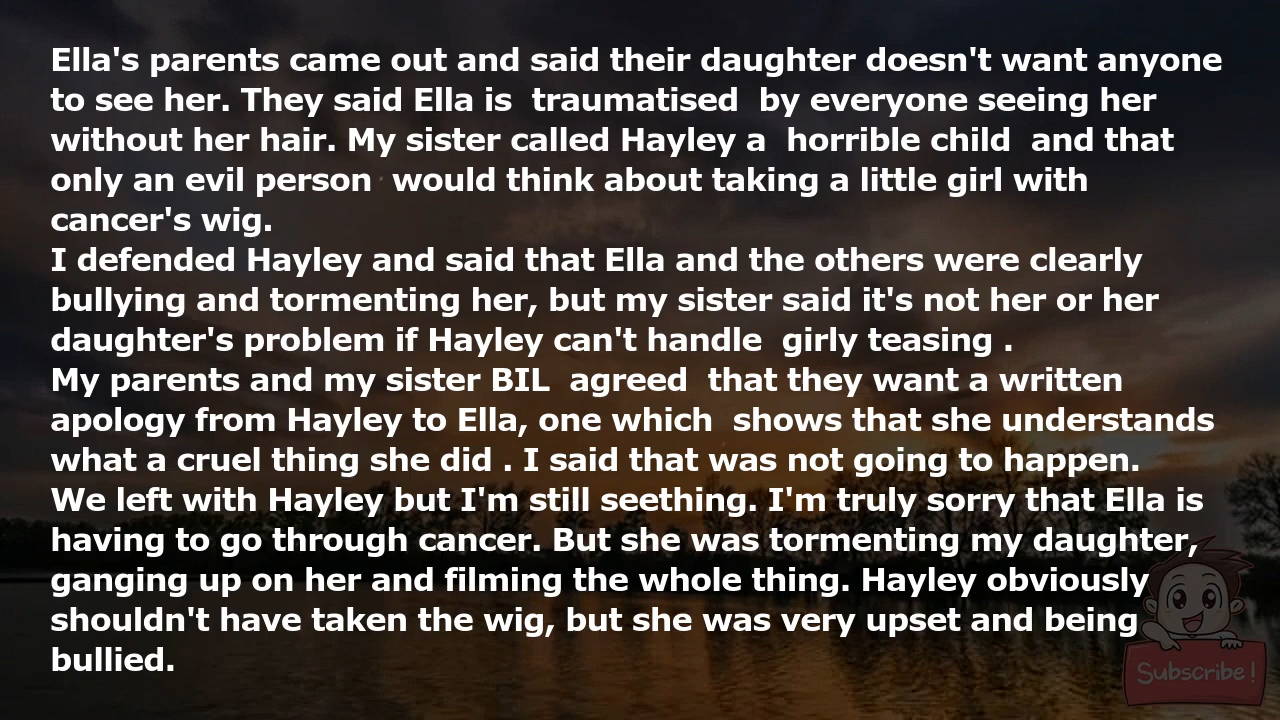 Ella's parents came out and said their daughter doesn't want anyone
to see her. They said Ella is  traumatised  by everyone seeing her
without her hair. My sister called Hayley a  horrible child  and that
only an evil person  would think about taking a little girl with
cancer's wig.
I defended Hayley and said that Ella and the others were clearly
bullying and tormenting her, but my sister said it's not her or her
daughter's problem if Hayley can't handle  girly teasing .
My parents and my sister BIL  agreed  that they want a written
apology from Hayley to Ella, one which  shows that she understands
what a cruel thing she did . I said that was not going to happen.
We left with Hayley but I'm still seething. I'm truly sorry that Ella is
having to go through cancer. But she was tormenting my daughter,
ganging up on her and filming the whole thing. Hayley obviously
shouldn't have taken the wig, but she was very upset and being
bullied.
Subscribe!